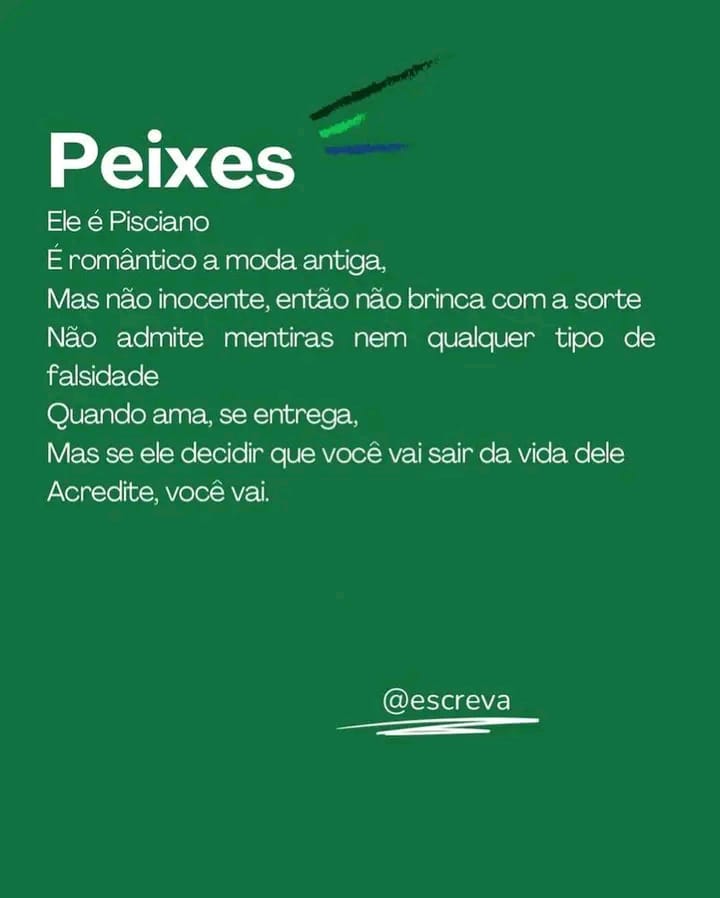 Peixes
Ele é Pisciano
É romântico a moda antiga,
Mas não inocente, então não brinca com a sorte
Não admite mentiras nem qualquer tipo de
falsidade
Quando ama, se entrega,
Mas se ele decidir que você vai sair da vida dele
Acredite, você vai.
@escreva